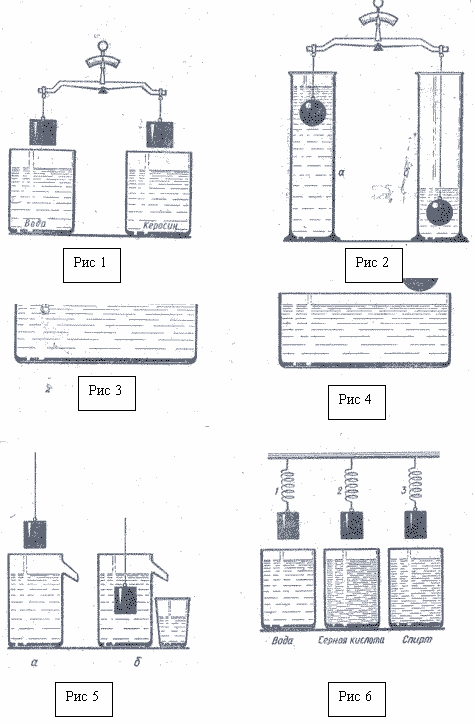 Вода
Керосин
Рис 1
а
Рис 2
Рис 3
Рис 4
1
2
3
Вода
Серная кислота
Спирт
а
б
Рис 5
Рис 6